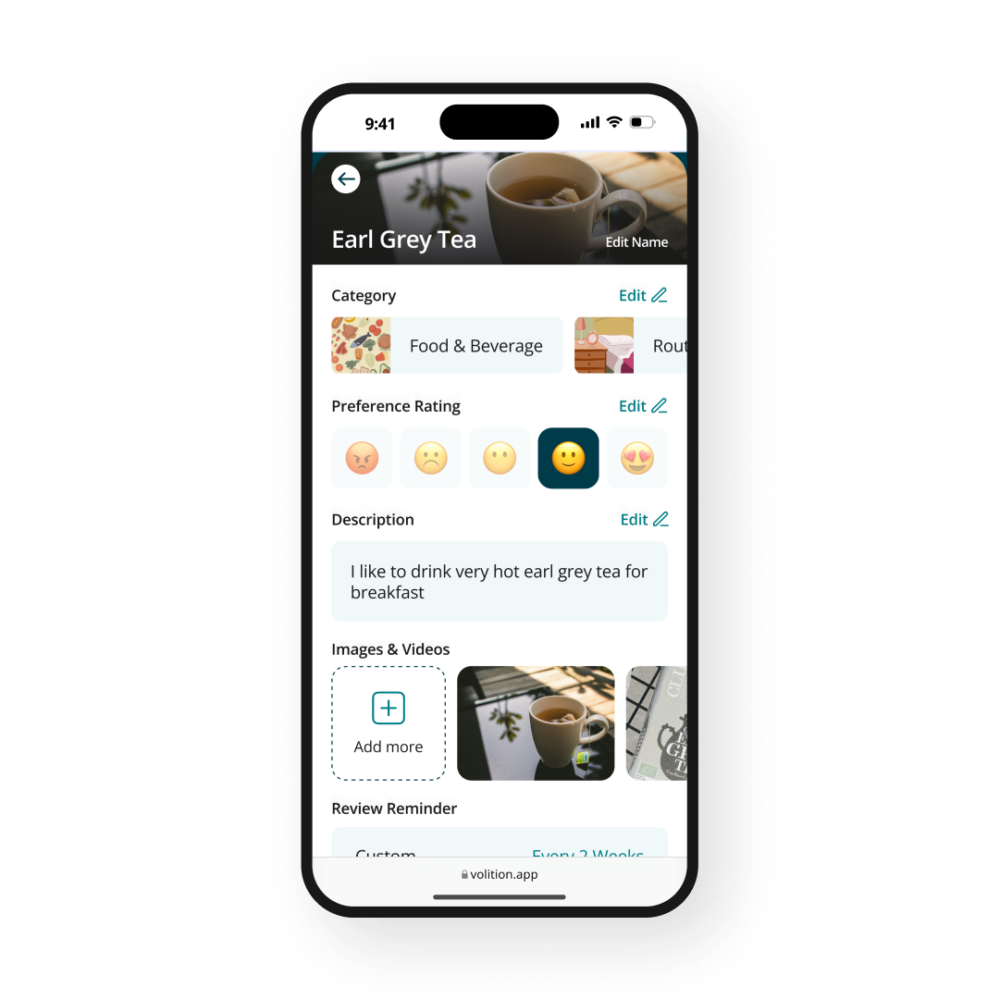 9:41
Earl Grey Tea
Edit Name
Category
Edit
Food & Beverage
Preference Rating
Edit
Description
Edit
I like to drink very hot earl grey tea for
breakfast
Images & Videos
Add more
Review Reminder
Custom
Every 2 Weeks
volition.app